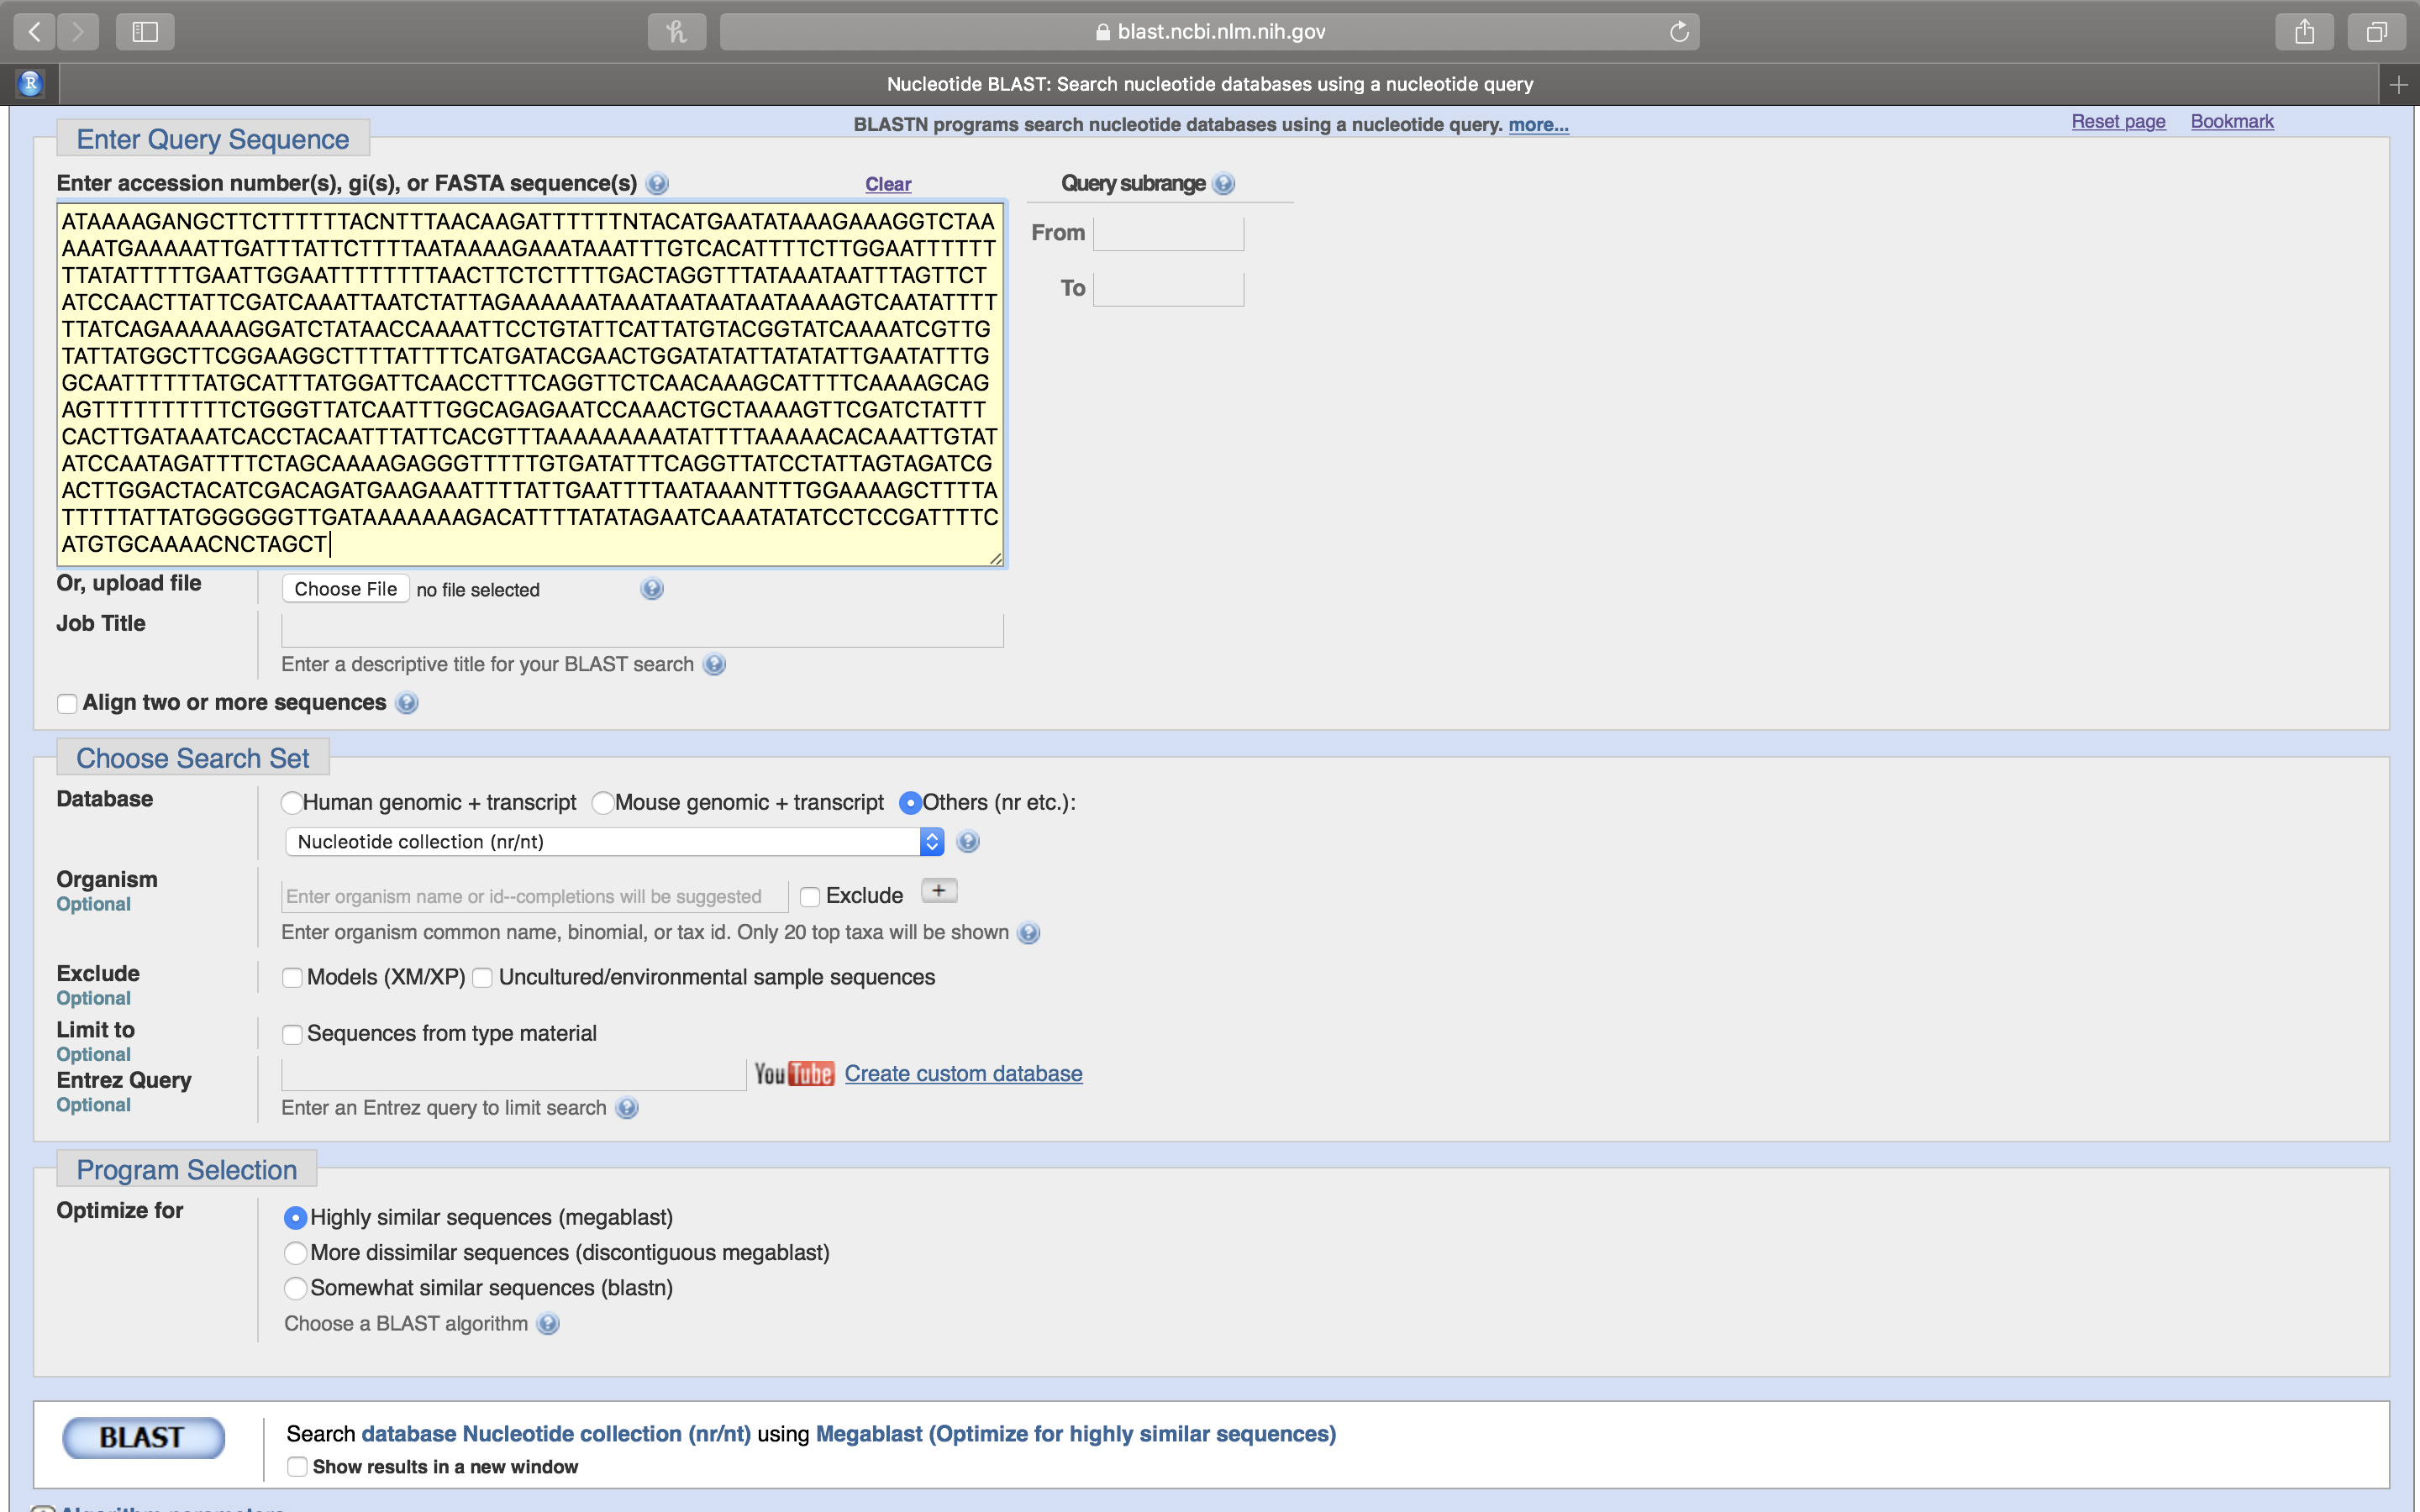 blast.ncbi.nlm.nih.gov
R
Nucleotide BLAST: Search nucleotide databases using a nucleotide query
BLASTN programs search nucleotide databases using a nucleotide query. more...
Reset page Bookmark
Enter Query Sequence
Enter accession number(s), gi(s), or FASTA sequence(s)
Clear
Query subrange
ATAAAAGANGCTTCTTTTTTACNTTTAACAAGATTTTTTNTACATGAATATAAAGAAAGGTCTAA
AAATGAAAAATTGATTTATTCTTTTAATAAAAGAAATAAATTTGTCACATTTTCTTGGAATTTTTT
TTATATTTTTGAATTGGAATTTTTTTTAACTTCTCTTTTGACTAGGTTTATAAATAATTTAGTTCT
ATCCAACTTATTCGATCAAATTAATCTATTAGAAAAAATAAATAATAATAATAAAAGTCAATATTTT
TTATCAGAAAAAAGGATCTATAACCAAAATTCCTGTATTCATTATGTACGGTATCAAAATCGTTG
TATTATGGCTTCGGAAGGCTTTTATTTTCATGATACGAACTGGATATATTATATATTGAATATTTG
GCAATTTTTTATGCATTTATGGATTCAACCTTTCAGGTTCTCAACAAAGCATTTTCAAAAGCAG
AGTTTTTTTTTTCTGGGTTATCAATTTGGCAGAGAATCCAAACTGCTAAAAGTTCGATCTATTT
CACTTGATAAATCACCTACAATTTATTCACGTTTAAAAAAAAATATTTTAAAAACACAAATTGTAT
ATCCAATAGATTTTCTAGCAAAAGAGGGTTTTTGTGATATTTCAGGTTATCCTATTAGTAGATCG
ACTTGGACTACATCGACAGATGAAGAAATTTTATTGAATTTTAATAAANTTTGGAAAAGCTTTTA
TTTTTATTATGGGGGGTTGATAAAAAAAGACATTTTATATAGAATCAAATATATCCTCCGATTTTC
ATGTGCAAAACNCTAGCT
From
To
Or, upload file
Choose File no file selected
Job Title
Enter a descriptive title for your BLAST search
Align two or more sequences
Choose Search Set
Database
Human genomic + transcript Mouse genomic + transcript Others (nr etc.):
Nucleotide collection (nr/nt)
Organism
Optional
Enter organism name or id--completions will be suggested
Exclude
+
Enter organism common name, binomial, or tax id. Only 20 top taxa will be shown
Exclude
Optional
Models (XM/XP) Uncultured/environmental sample sequences
Limit to
Optional
Sequences from type material
Entrez Query
Optional
YouTube Create custom database
Enter an Entrez query to limit search
Program Selection
Optimize for
Highly similar sequences (megablast)
More dissimilar sequences (discontiguous megablast)
Somewhat similar sequences (blastn)
Choose a BLAST algorithm
BLAST
Search database Nucleotide collection (nr/nt) using Megablast (Optimize for highly similar sequences)
Show results in a new window